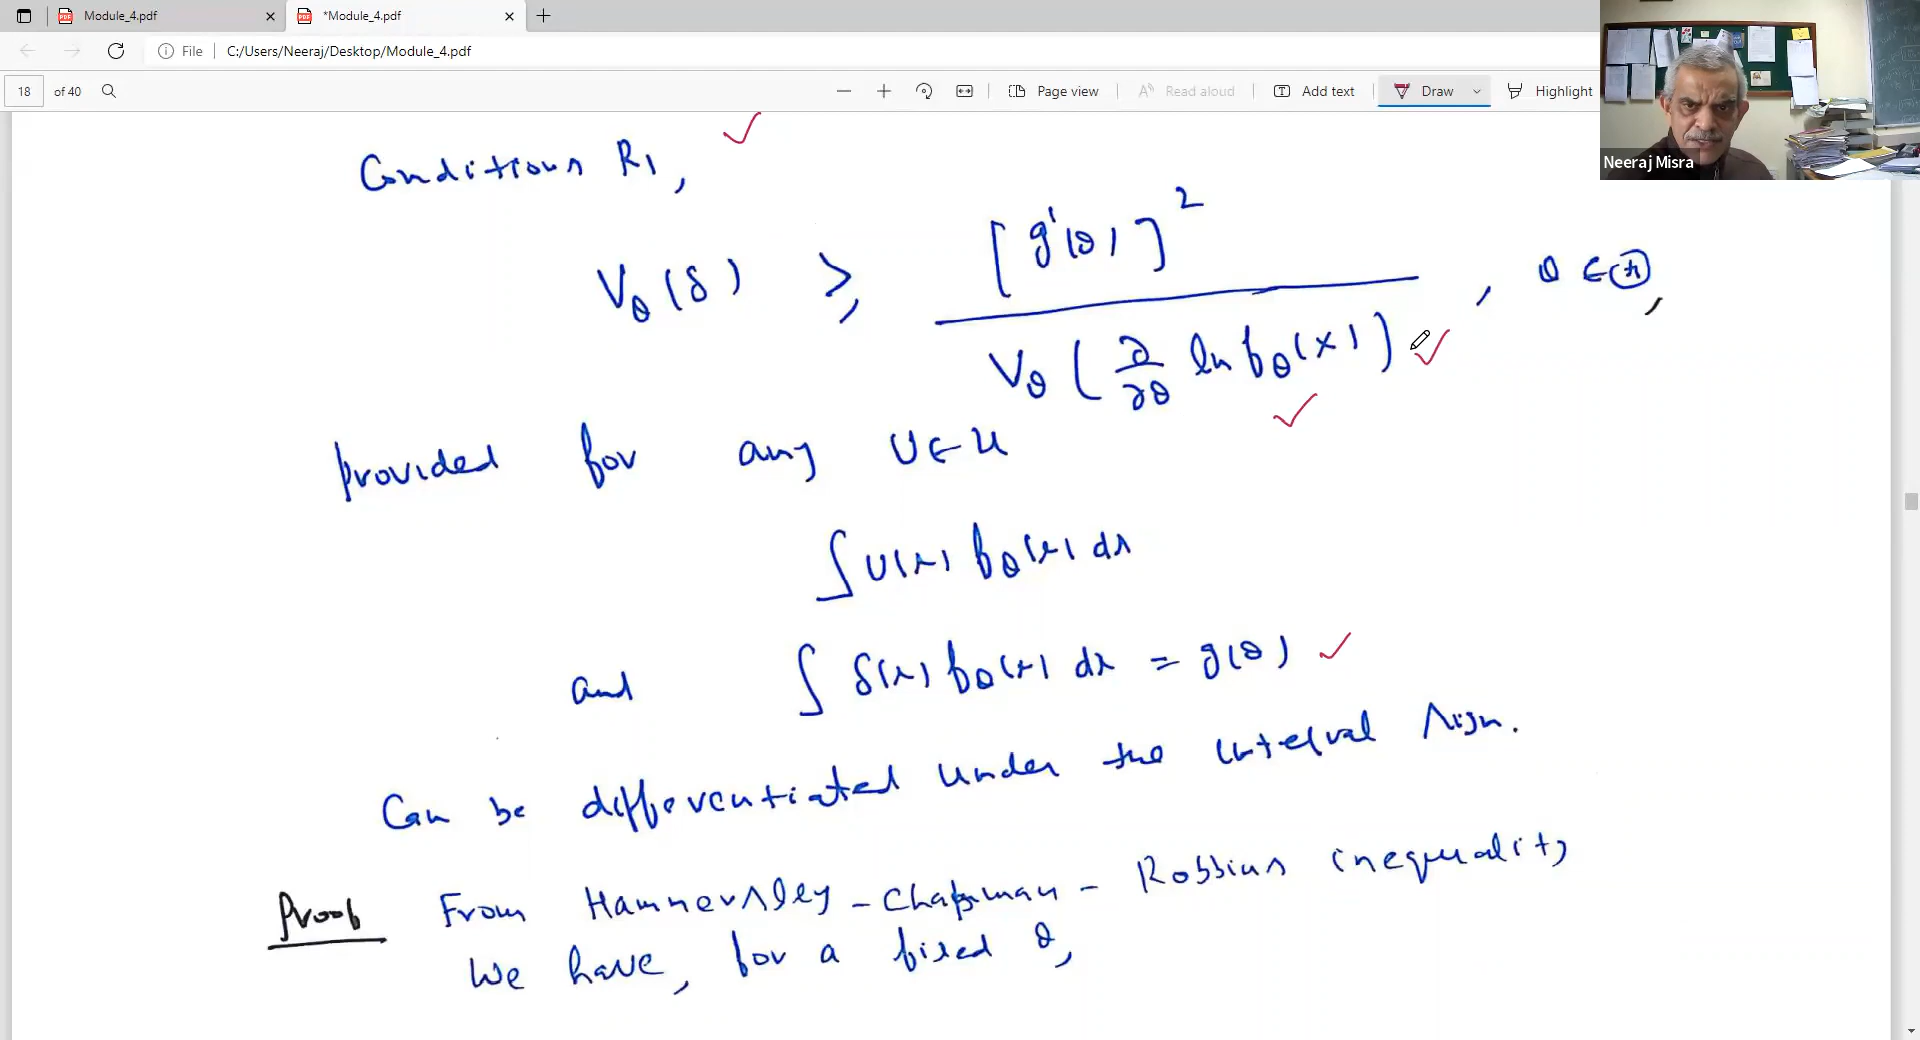 Module_4.pdf
*Module_4.pdf
File C:/Users/Neeraj/Desktop/Module_4.pdf
18 of 40 Page view Read aloud Add text Draw Highlight
Neeraj Misra
Conditions R1,
Vθ(δ) ≥ [g'(θ)]² / Vθ(∂/∂θ ln fθ(X)), θ ∈ Ⓗ,
provided for any U ∈ 𝒰
∫ U(x) fθ(x) dx
and ∫ δ(x) fθ(x) dx = g(θ)
Can be differentiated under the integral sign.
Proof From Hammersley - Chapman - Robbins inequality
We have, for a fixed θ,